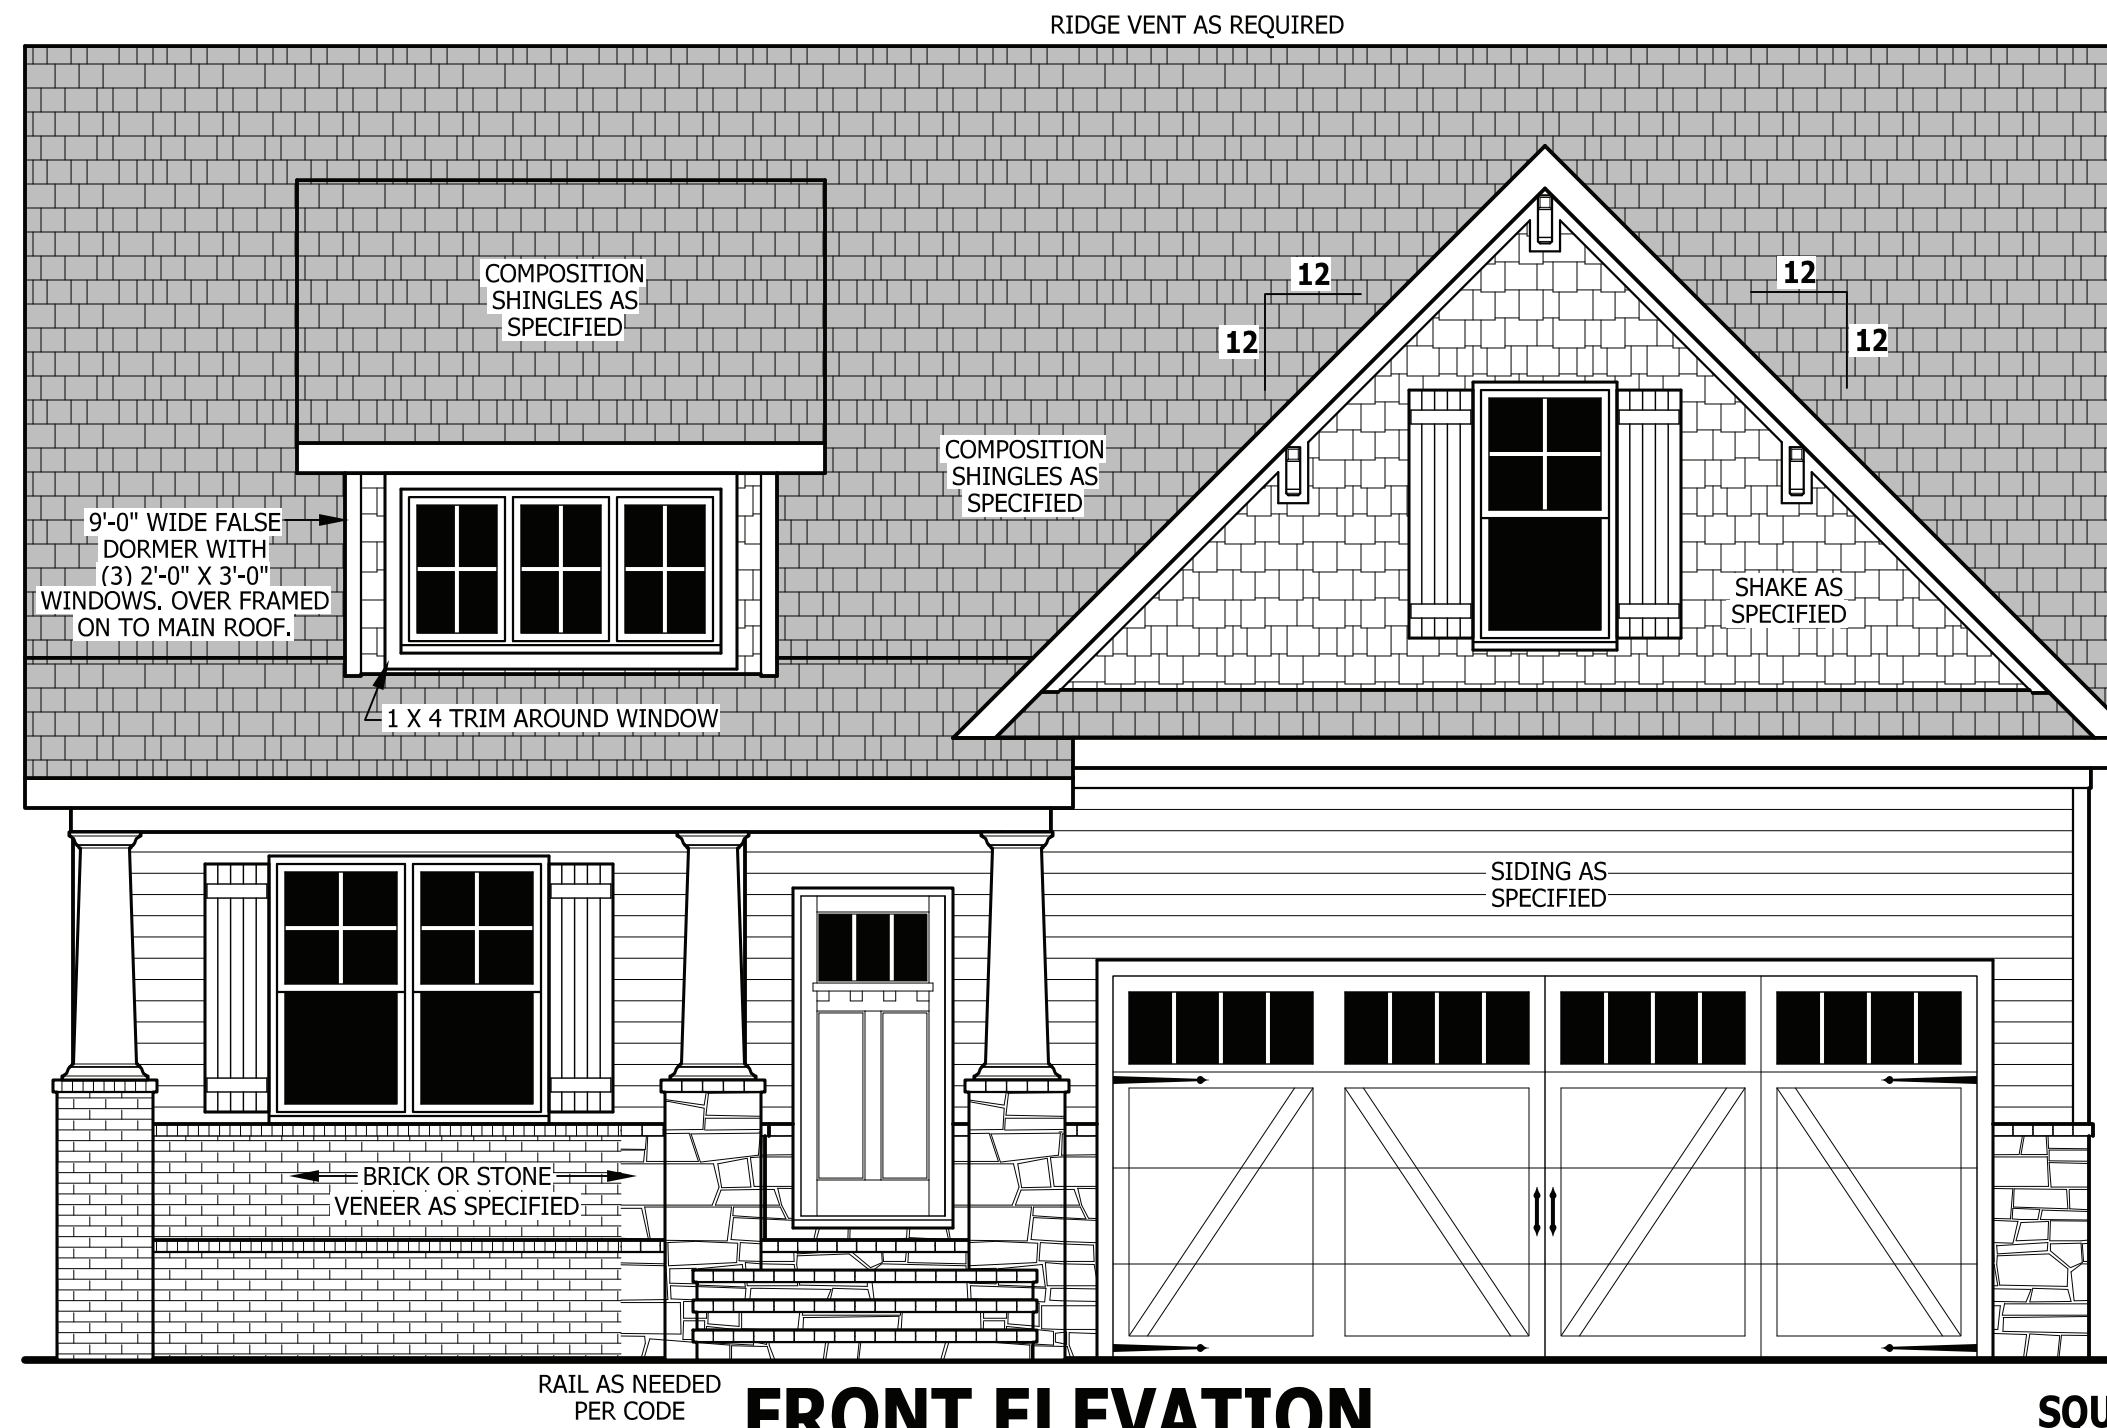 RIDGE VENT AS REQUIRED
COMPOSITION
SHINGLES AS
SPECIFIED
12
12
12
12
COMPOSITION
SHINGLES AS
SPECIFIED
9'-0" WIDE FALSE
DORMER WITH
(3) 2'-0" X 3'-0"
WINDOWS. OVER FRAMED
ON TO MAIN ROOF.
SHAKE AS
SPECIFIED
1 X 4 TRIM AROUND WINDOW
SIDING AS
SPECIFIED
BRICK OR STONE
VENEER AS SPECIFIED
RAIL AS NEEDED
PER CODE
FRONT ELEVATION
SOU